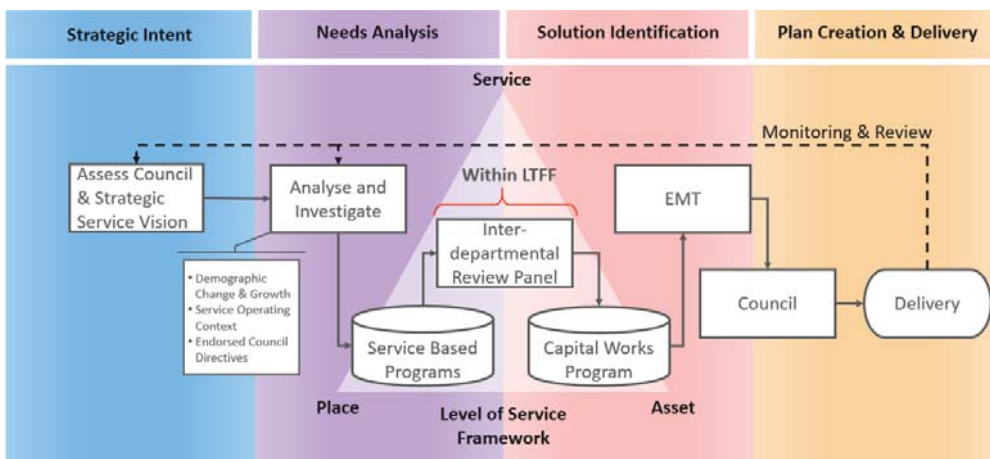 Strategic Intent
Needs Analysis
Solution Identification
Plan Creation & Delivery
Service
Monitoring & Review
Assess Council
& Strategic
Service Vision
Analyse and
Investigate
Within LTFF
EMT
Inter-
departmental
Review Panel
• Demographic
Change & Growth
• Service Operating
Context
• Endorsed Council
Directives
Council
Delivery
Service Based
Programs
Capital Works
Program
Place
Level of Service
Framework
Asset